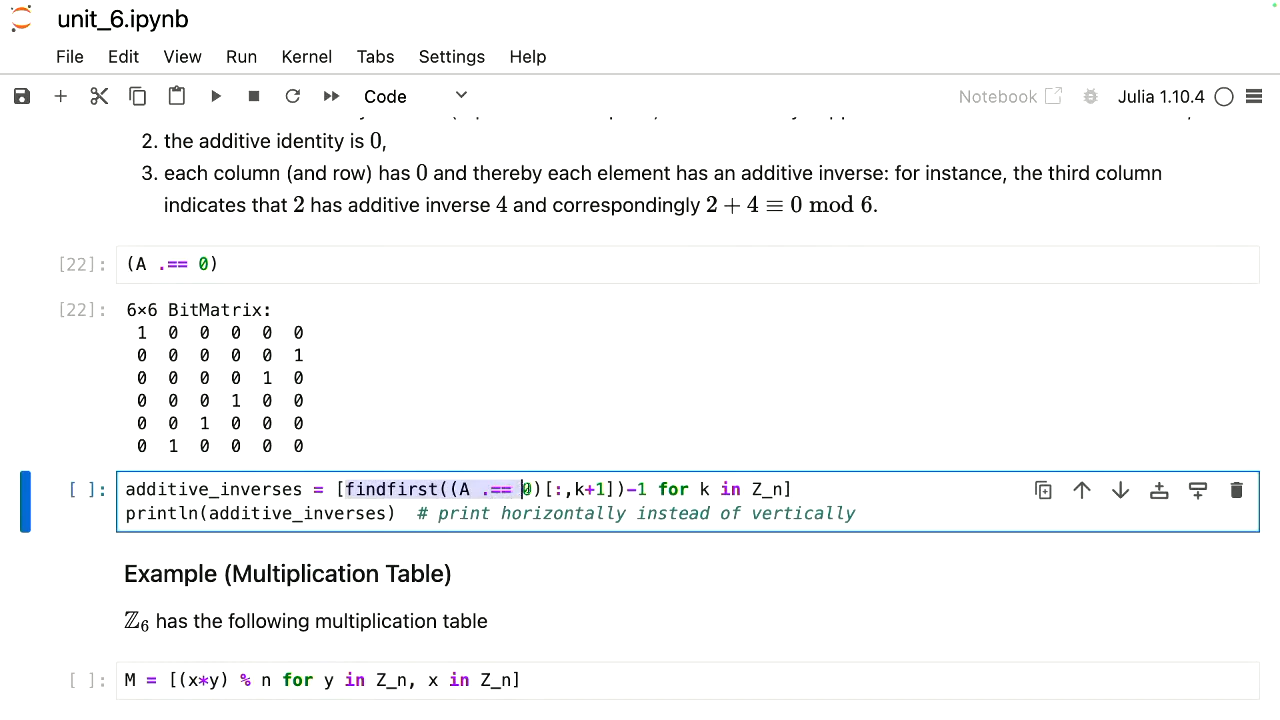 unit_6.ipynb
File Edit View Run Kernel Tabs Settings Help
Code Notebook Julia 1.10.4
2. the additive identity is 0,
3. each column (and row) has 0 and thereby each element has an additive inverse: for instance, the third column
indicates that 2 has additive inverse 4 and correspondingly 2 + 4 ≡ 0 mod 6.
[22]: (A .== 0)
[22]: 6×6 BitMatrix:
1 0 0 0 0 0
0 0 0 0 0 1
0 0 0 0 1 0
0 0 0 1 0 0
0 0 1 0 0 0
0 1 0 0 0 0
[ ]: additive_inverses = [findfirst((A .== 0)[:,k+1])-1 for k in Z_n]
println(additive_inverses)  # print horizontally instead of vertically
Example (Multiplication Table)
ℤ₆ has the following multiplication table
[ ]: M = [(x*y) % n for y in Z_n, x in Z_n]